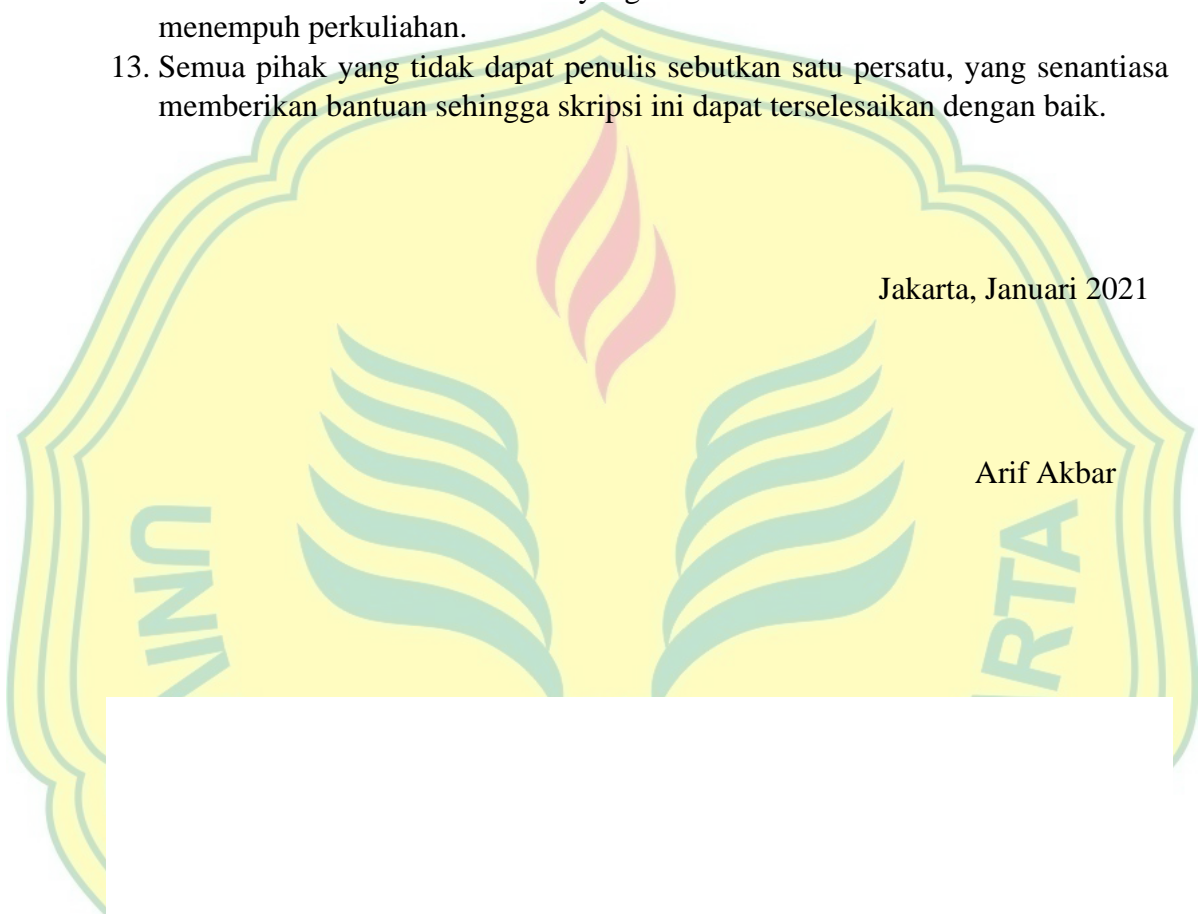 menempuh perkuliahan.
13. Semua pihak yang tidak dapat penulis sebutkan satu persatu, yang senantiasa
memberikan bantuan sehingga skripsi ini dapat terselesaikan dengan baik.
Jakarta, Januari 2021
Arif Akbar